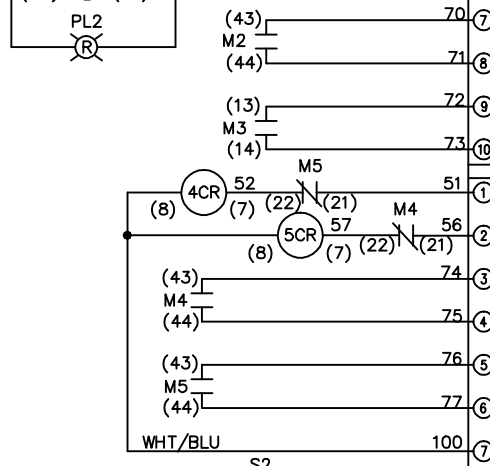 PL2
R
(43) 70 7
M2
(44) 71 8
(13) 72 9
M3
(14) 73 10
M5
4CR 52 51 1
(8) (7) (22) (21)
M4
5CR 57 56 2
(8) (7) (22) (21)
(43) 74 3
M4
(44) 75 4
(43) 76 5
M5
(44) 77 6
WHT/BLU 100 7
S2